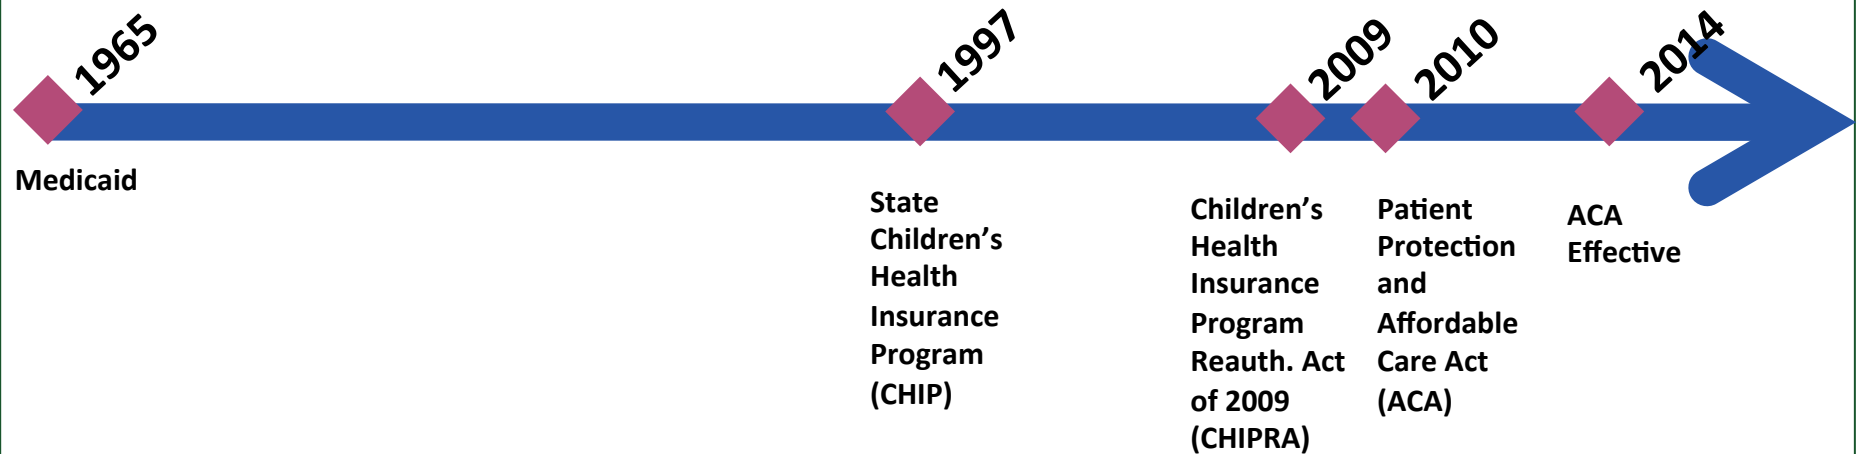 1965
Medicaid
1997
State
Children’s
Health
Insurance
Program
(CHIP)
2009
Children’s
Health
Insurance
Program
Reauth. Act
of 2009
(CHIPRA)
2010
Patient
Protection
and
Affordable
Care Act
(ACA)
2014
ACA
Effective